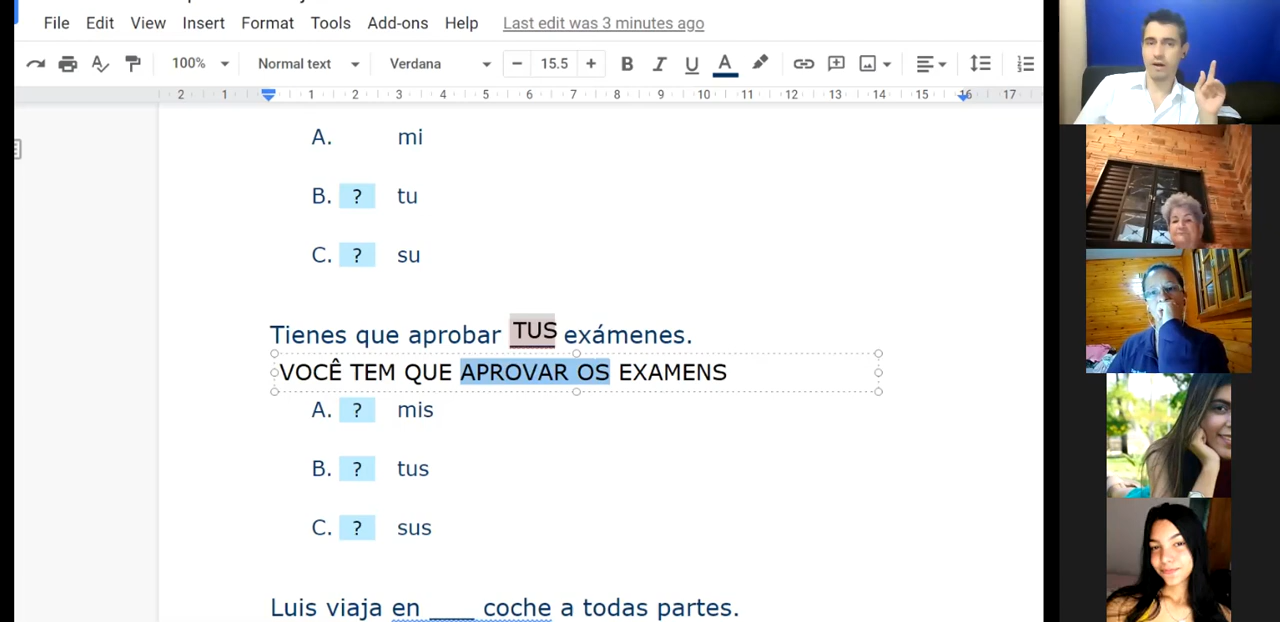 File Edit View Insert Format Tools Add-ons Help Last edit was 3 minutes ago
100% Normal text Verdana − 15.5 + B I U A
2 1 1 2 3 4 5 6 7 8 9 10 11 12 13 14 15 16 17
A. mi
B. ? tu
C. ? su
Tienes que aprobar TUS exámenes.
VOCÊ TEM QUE APROVAR OS EXAMENS
A. ? mis
B. ? tus
C. ? sus
Luis viaja en ____ coche a todas partes.